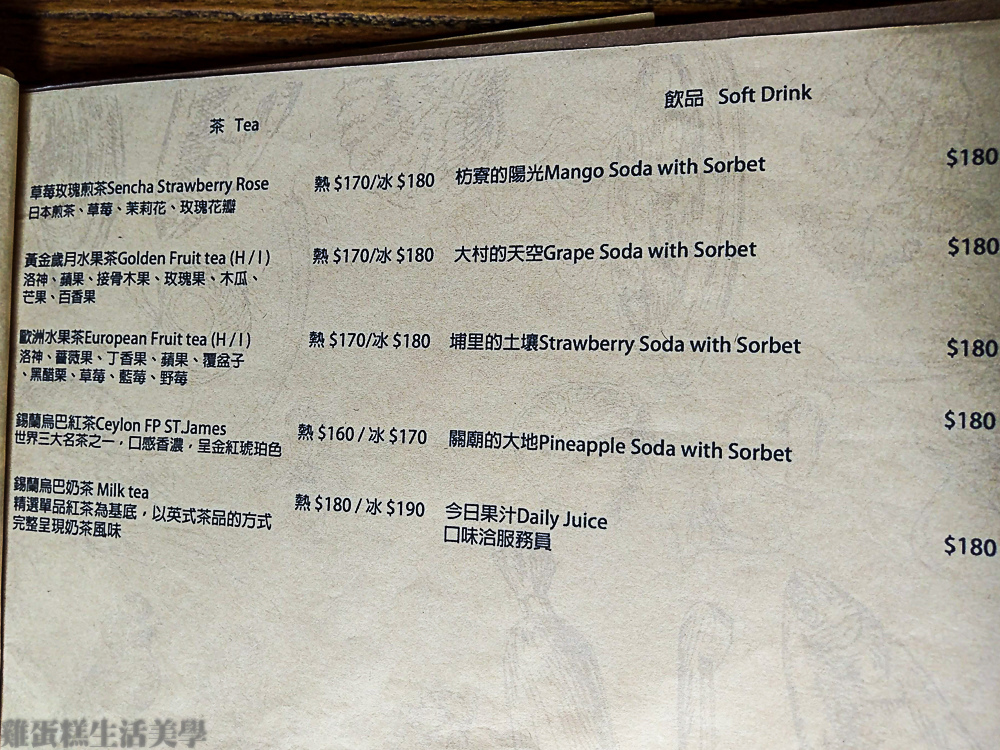 茶 Tea
草莓玫瑰煎茶Sencha Strawberry Rose 熱 $170/冰 $180
日本煎茶、草莓、茉莉花、玫瑰花瓣
黃金歲月水果茶Golden Fruit tea (H / I ) 熱 $170/冰 $180
洛神、蘋果、接骨木果、玫瑰果、木瓜、
芒果、百香果
歐洲水果茶European Fruit tea (H / I ) 熱 $170/冰 $180
洛神、薔薇果、丁香果、蘋果、覆盆子
、黑醋栗、草莓、藍莓、野莓
錫蘭烏巴紅茶Ceylon FP ST.James 熱 $160 / 冰 $170
世界三大名茶之一，口感香濃，呈金紅琥珀色
錫蘭烏巴奶茶 Milk tea 熱 $180 / 冰 $190
精選單品紅茶為基底，以英式茶品的方式
完整呈現奶茶風味
飲品 Soft Drink
枋寮的陽光Mango Soda with Sorbet $180
大村的天空Grape Soda with Sorbet $180
埔里的土壤Strawberry Soda with Sorbet $180
關廟的大地Pineapple Soda with Sorbet $180
今日果汁Daily Juice $180
口味洽服務員
雞蛋糕生活美學